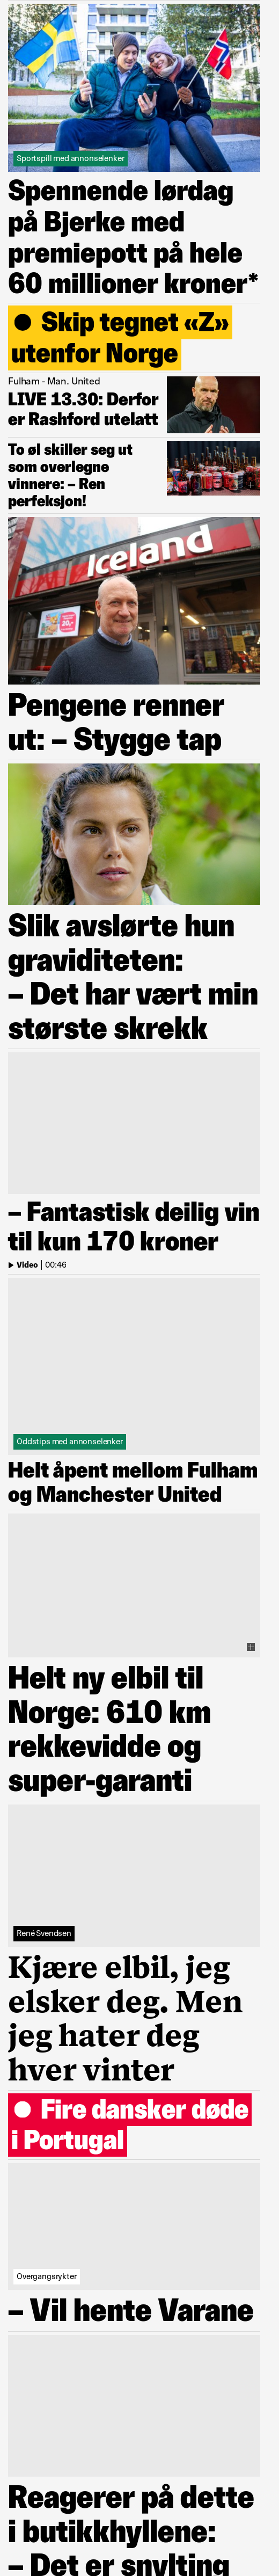 Sportspill med annonselenker
Spennende lørdag
på Bjerke med
premiepott på hele
60 millioner kroner*
● Skip tegnet «Z»
utenfor Norge
Fulham - Man. United
LIVE 13.30: Derfor
er Rashford utelatt
To øl skiller seg ut
som overlegne
vinnere: – Ren
perfeksjon!
Iceland
Pengene renner
ut: – Stygge tap
Slik avslørte hun
graviditeten:
– Det har vært min
største skrekk
– Fantastisk deilig vin
til kun 170 kroner
Video | 00:46
Oddstips med annonselenker
Helt åpent mellom Fulham
og Manchester United
Helt ny elbil til
Norge: 610 km
rekkevidde og
super-garanti
René Svendsen
Kjære elbil, jeg
elsker deg. Men
jeg hater deg
hver vinter
● Fire dansker døde
i Portugal
Overgangsrykter
– Vil hente Varane
Reagerer på dette
i butikkhyllene:
– Det er snylting